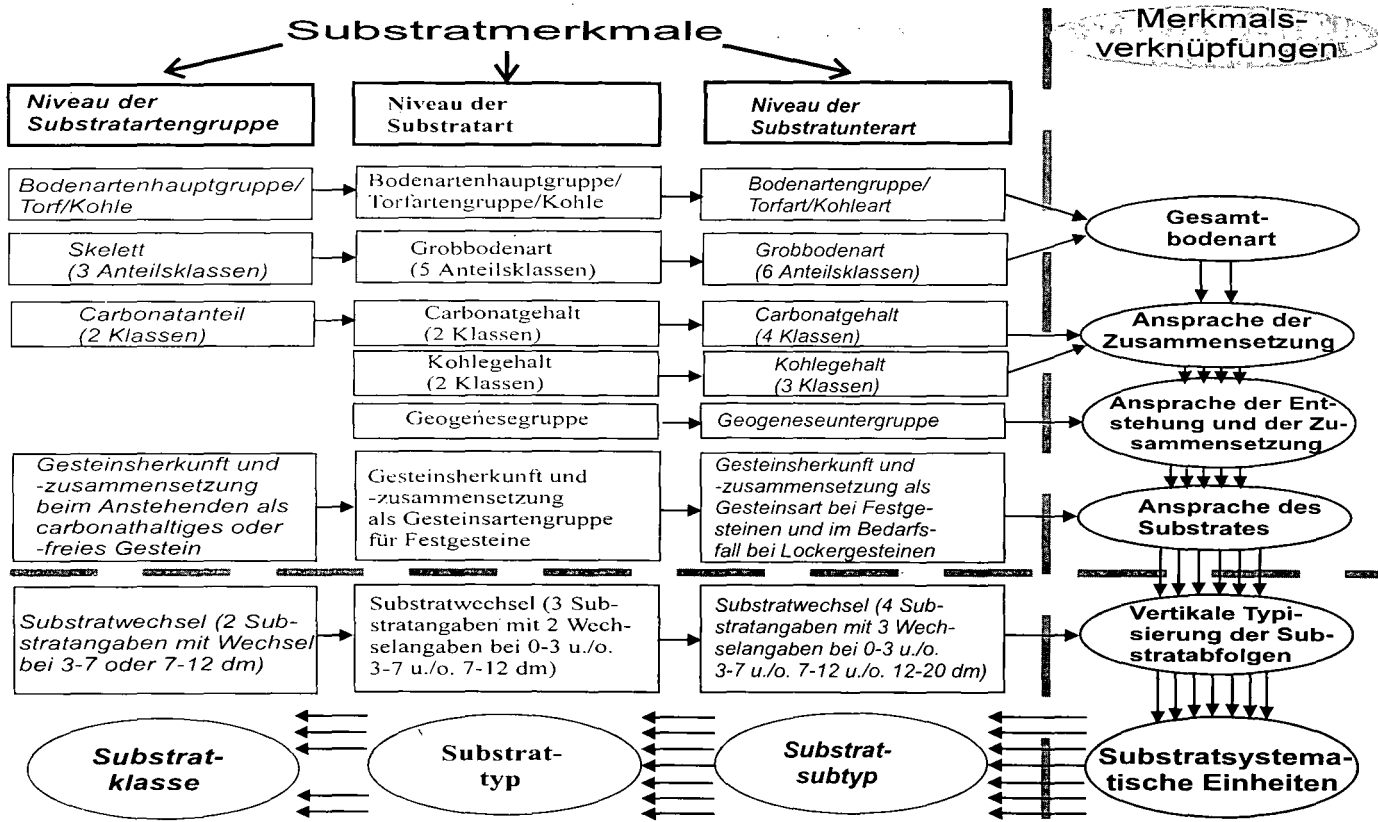 Substratmerkmale
Merkmals-
verknüpfungen
Niveau der
Substratartengruppe
Niveau der
Substratart
Niveau der
Substratunterart
Bodenartenhauptgruppe/
Torf/Kohle
Bodenartenhauptgruppe/
Torfartengruppe/Kohle
Bodenartengruppe/
Torfart/Kohleart
Gesamt-
bodenart
Skelett
(3 Anteilsklassen)
Grobbodenart
(5 Anteilsklassen)
Grobbodenart
(6 Anteilsklassen)
Carbonatanteil
(2 Klassen)
Carbonatgehalt
(2 Klassen)
Carbonatgehalt
(4 Klassen)
Ansprache der
Zusammensetzung
Kohlegehalt
(2 Klassen)
Kohlegehalt
(3 Klassen)
Geogenesegruppe
Geogeneseuntergruppe
Ansprache der Ent-
stehung und der Zu-
sammensetzung
Gesteinsherkunft und
-zusammensetzung
beim Anstehenden als
carbonathaltiges oder
-freies Gestein
Gesteinsherkunft und
-zusammensetzung
als Gesteinsartengruppe
für Festgesteine
Gesteinsherkunft und
-zusammensetzung als
Gesteinsart bei Festge-
steinen und im Bedarfs-
fall bei Lockergesteinen
Ansprache des
Substrates
Substratwechsel (2 Sub-
stratangaben mit Wechsel
bei 3-7 oder 7-12 dm)
Substratwechsel (3 Sub-
stratangaben mit 2 Wech-
selangaben bei 0-3 u./o.
3-7 u./o. 7-12 dm)
Substratwechsel (4 Sub-
stratangaben mit 3 Wech-
selangaben bei 0-3 u./o.
3-7 u./o. 7-12 u./o. 12-20 dm)
Vertikale Typi-
sierung der Sub-
stratabfolgen
Substrat-
klasse
Substrat-
typ
Substrat-
subtyp
Substratsystema-
tische Einheiten